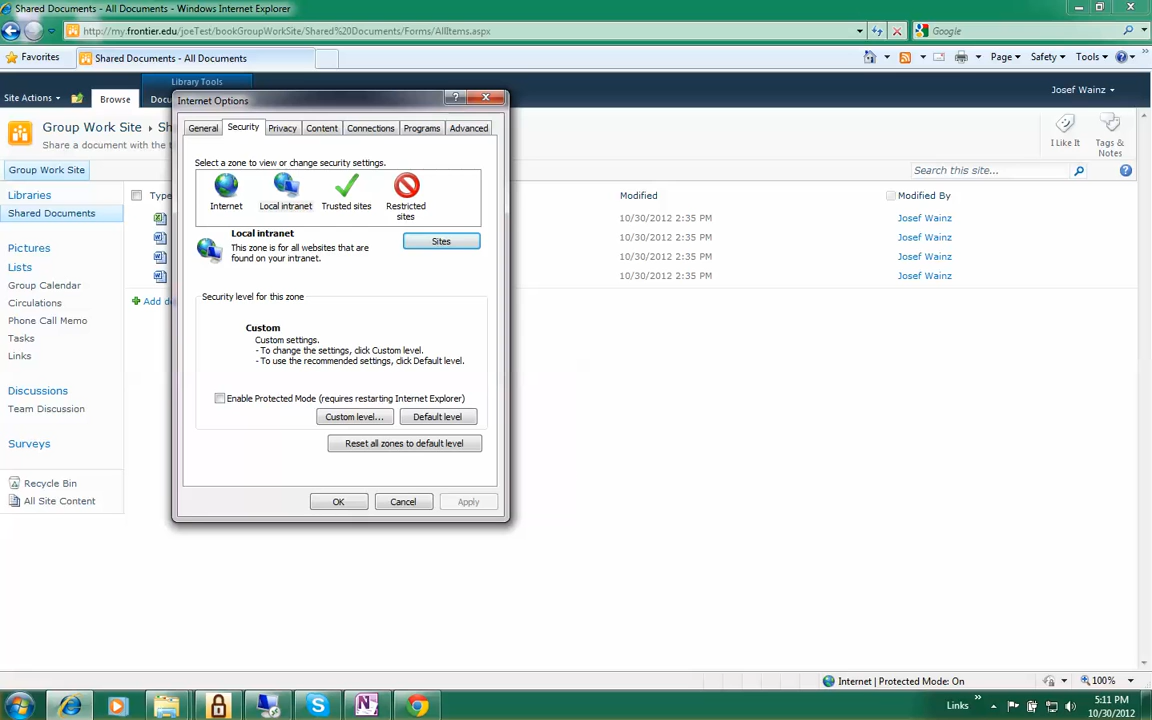 Shared Documents - All Documents - Windows Internet Explorer
http://my.frontier.edu/joeTest/bookGroupWorkSite/Shared%20Documents/Forms/AllItems.aspx
Google
Favorites
Shared Documents - All Documents
Page
Safety
Tools
Library Tools
Site Actions
Browse
Docu
Josef Wainz
Internet Options
Group Work Site
Sh
Share a document with the t
I Like It
Tags &
Notes
General
Security
Privacy
Content
Connections
Programs
Advanced
Group Work Site
Search this site...
Select a zone to view or change security settings.
Internet
Local intranet
Trusted sites
Restricted
sites
Libraries
Shared Documents
Pictures
Lists
Group Calendar
Circulations
Phone Call Memo
Tasks
Links
Discussions
Team Discussion
Surveys
Recycle Bin
All Site Content
Type
Modified
Modified By
10/30/2012 2:35 PM
Josef Wainz
10/30/2012 2:35 PM
Josef Wainz
10/30/2012 2:35 PM
Josef Wainz
10/30/2012 2:35 PM
Josef Wainz
Add d
Local intranet
This zone is for all websites that are
found on your intranet.
Sites
Security level for this zone
Custom
Custom settings.
- To change the settings, click Custom level.
- To use the recommended settings, click Default level.
Enable Protected Mode (requires restarting Internet Explorer)
Custom level...
Default level
Reset all zones to default level
OK
Cancel
Apply
Internet | Protected Mode: On
100%
Links
5:11 PM
10/30/2012